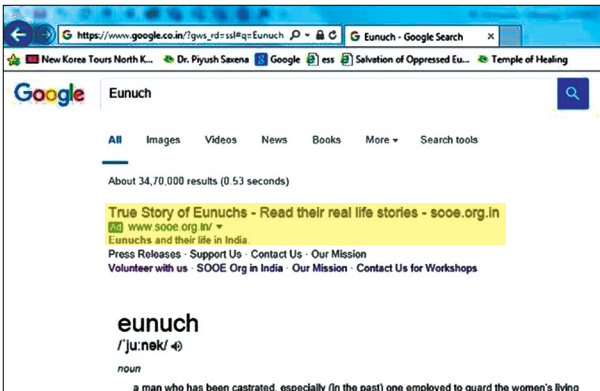 https://www.google.co.in/?gws_rd=ssl#q=Eunuch
Eunuch - Google Search
New Korea Tours North K...
Dr. Piyush Saxena
Google
ess
Salvation of Oppressed Eu...
Temple of Healing
Google
Eunuch
All Images Videos News Books More Search tools
About 34,70,000 results (0.53 seconds)
True Story of Eunuchs - Read their real life stories - sooe.org.in
Ad www.sooe.org.in/
Eunuchs and their life in India.
Press Releases · Support Us · Contact Us · Our Mission
Volunteer with us · SOOE Org in India · Our Mission · Contact Us for Workshops
eunuch
/ˈjuːnək/
noun
a man who has been castrated, especially (in the past) one employed to guard the women's living